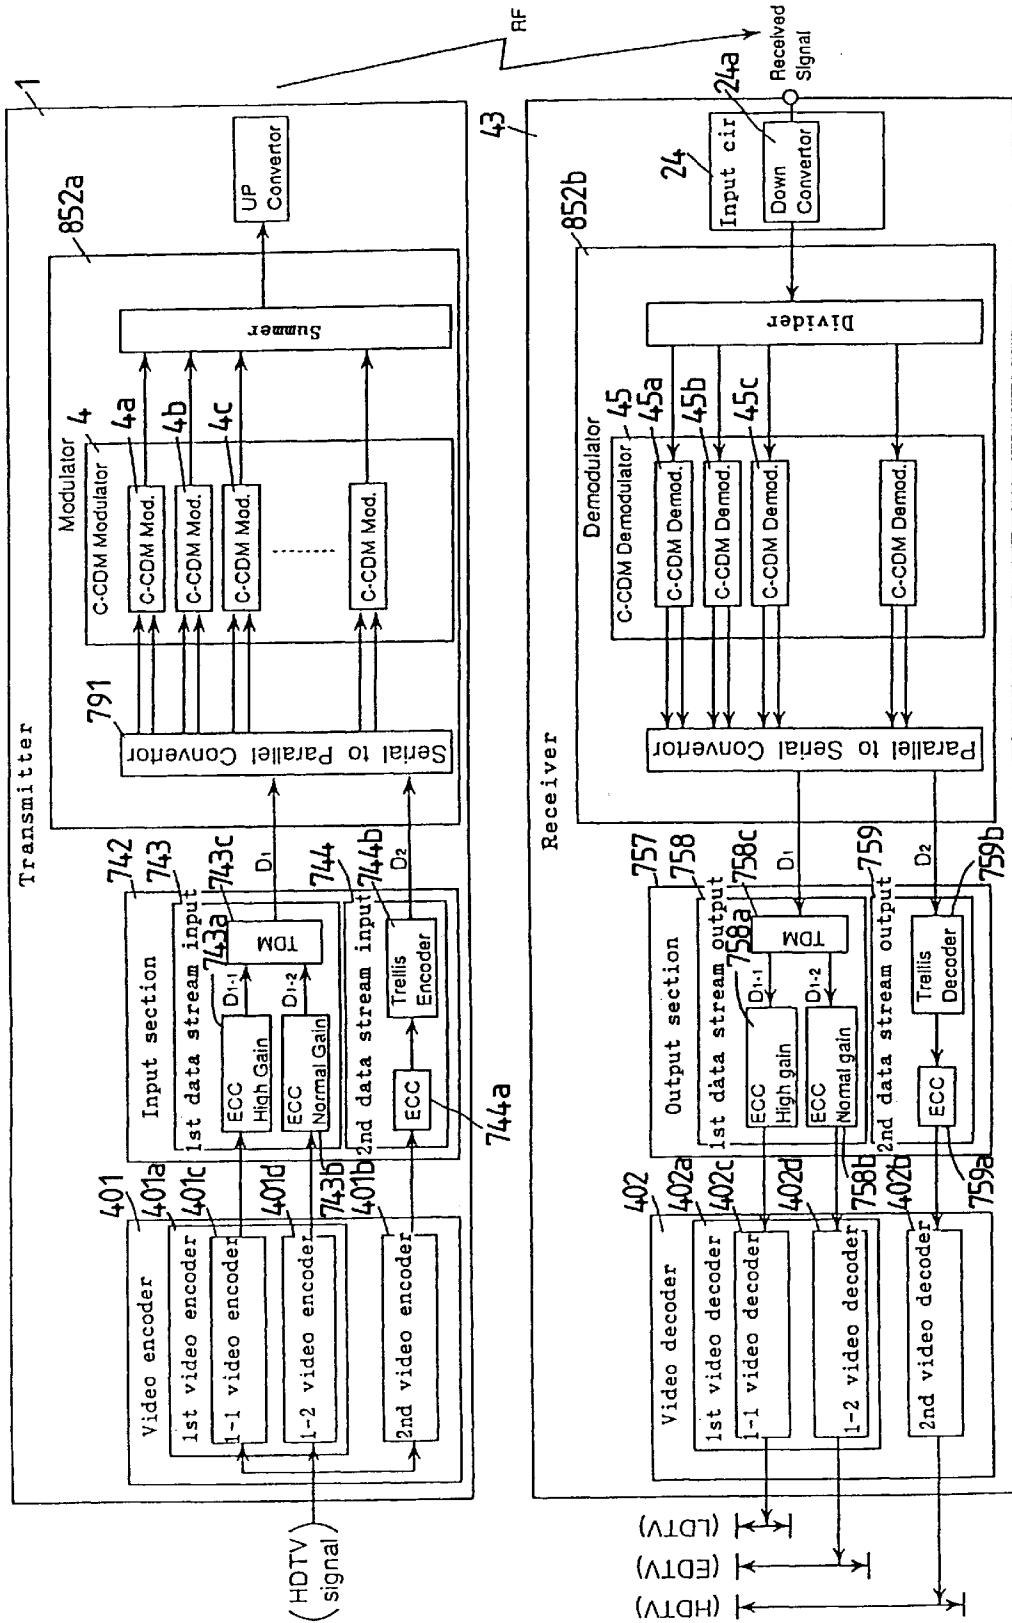 Transmitter
1
(HDTV signal)
Video encoder
401
1st video encoder
401a
1-1 video encoder
401c
1-2 video encoder
401d
2nd video encoder
401b
Input section
742
1st data stream input
743
ECC High Gain
743a
ECC Normal Gain
743b
D1-1
D1-2
TDM
743c
2nd data stream input
744
ECC
744a
Trellis Encoder
744b
D1
D2
Modulator
852a
Serial to Parallel Convertor
791
C-CDM Modulator
4
C-CDM Mod.
4a
C-CDM Mod.
4b
C-CDM Mod.
4c
C-CDM Mod.
Summer
UP Convertor
RF
Receiver
43
Received Signal
Input cir
24
Down Convertor
24a
Demodulator
852b
Divider
C-CDM Demodulator
45
C-CDM Demod.
45a
C-CDM Demod.
45b
C-CDM Demod.
45c
C-CDM Demod.
Parallel to Serial Convertor
D1
D2
Output section
757
1st data stream output
758
TDM
758c
D1-1
D1-2
ECC High gain
758a
ECC Normal gain
758b
2nd data stream output
759
Trellis Decoder
759b
ECC
759a
Video decoder
402
1st video decoder
402a
1-1 video decoder
402c
1-2 video decoder
402d
2nd video decoder
402b
(LDTV)
(EDTV)
(HDTV)